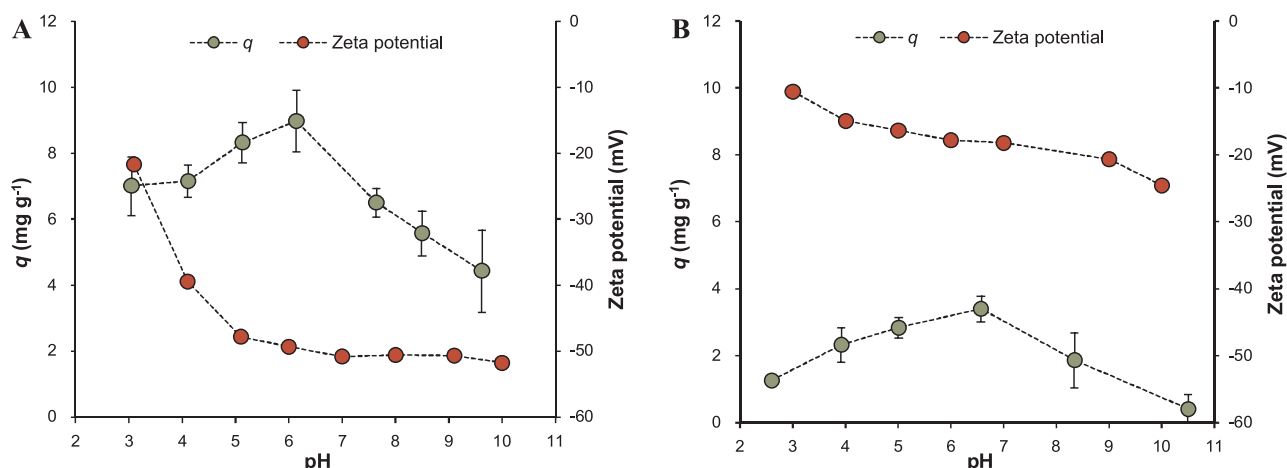 A
q
Zeta potential
12
10
8
6
4
2
0
q (mg g⁻¹)
0
-10
-20
-30
-40
-50
-60
Zeta potential (mV)
2 3 4 5 6 7 8 9 10 11
pH
B
q
Zeta potential
12
10
8
6
4
2
0
q (mg g⁻¹)
0
-10
-20
-30
-40
-50
-60
Zeta potential (mV)
2 3 4 5 6 7 8 9 10 11
pH